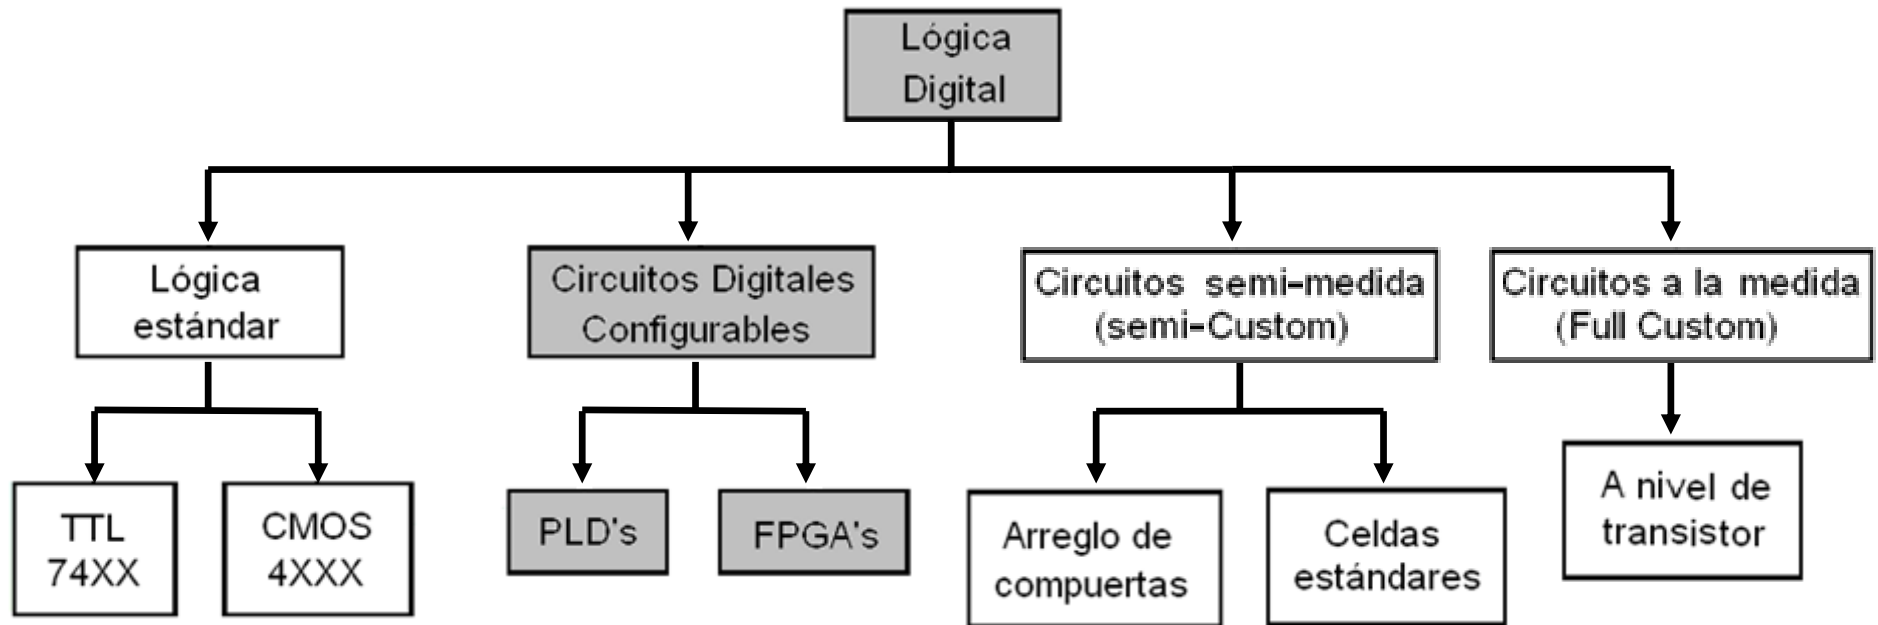 Lógica
Digital
Lógica
estándar
Circuitos Digitales
Configurables
Circuitos semi-medida
(semi-Custom)
Circuitos a la medida
(Full Custom)
TTL
74XX
CMOS
4XXX
PLD's
FPGA's
Arreglo de
compuertas
Celdas
estándares
A nivel de
transistor